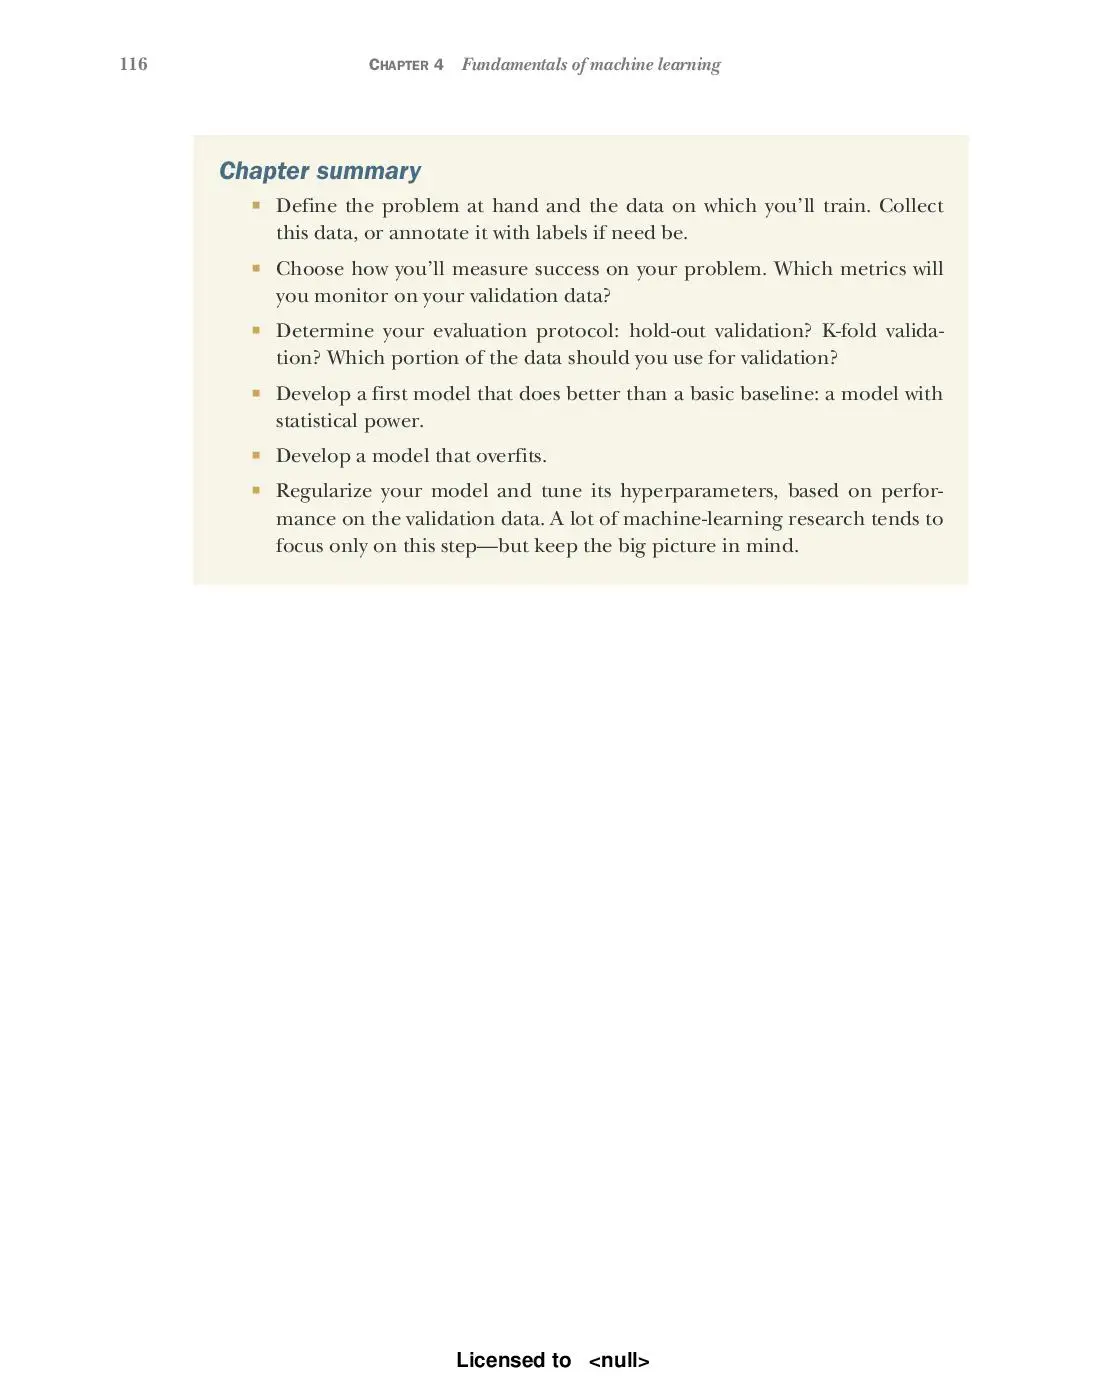 116 CHAPTER 4 Fundamentals of machine learning
Chapter summary
▪ Define the problem at hand and the data on which you’ll train. Collect
this data, or annotate it with labels if need be.
▪ Choose how you’ll measure success on your problem. Which metrics will
you monitor on your validation data?
▪ Determine your evaluation protocol: hold-out validation? K-fold valida-
tion? Which portion of the data should you use for validation?
▪ Develop a first model that does better than a basic baseline: a model with
statistical power.
▪ Develop a model that overfits.
▪ Regularize your model and tune its hyperparameters, based on perfor-
mance on the validation data. A lot of machine-learning research tends to
focus only on this step—but keep the big picture in mind.
Licensed to <null>